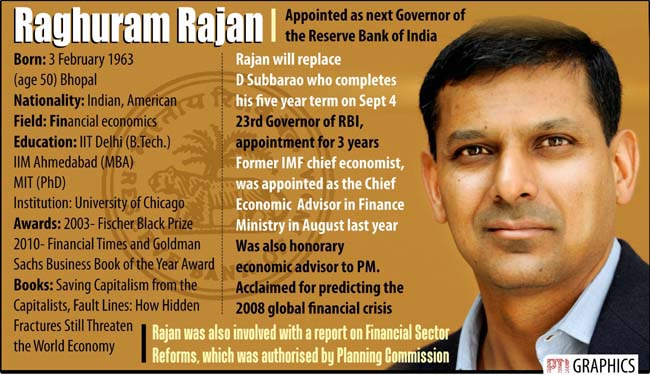 Raghuram Rajan
Appointed as next Governor of
the Reserve Bank of India
Born: 3 February 1963
(age 50) Bhopal
Nationality: Indian, American
Field: Financial economics
Education: IIT Delhi (B.Tech.)
IIM Ahmedabad (MBA)
MIT (PhD)
Institution: University of Chicago
Awards: 2003- Fischer Black Prize
2010- Financial Times and Goldman
Sachs Business Book of the Year Award
Books: Saving Capitalism from the
Capitalists, Fault Lines: How Hidden
Fractures Still Threaten
the World Economy
Rajan will replace
D Subbarao who completes
his five year term on Sept 4
23rd Governor of RBI,
appointment for 3 years
Former IMF chief economist,
was appointed as the Chief
Economic Advisor in Finance
Ministry in August last year
Was also honorary
economic advisor to PM.
Acclaimed for predicting the
2008 global financial crisis
Rajan was also involved with a report on Financial Sector
Reforms, which was authorised by Planning Commission
PTI GRAPHICS